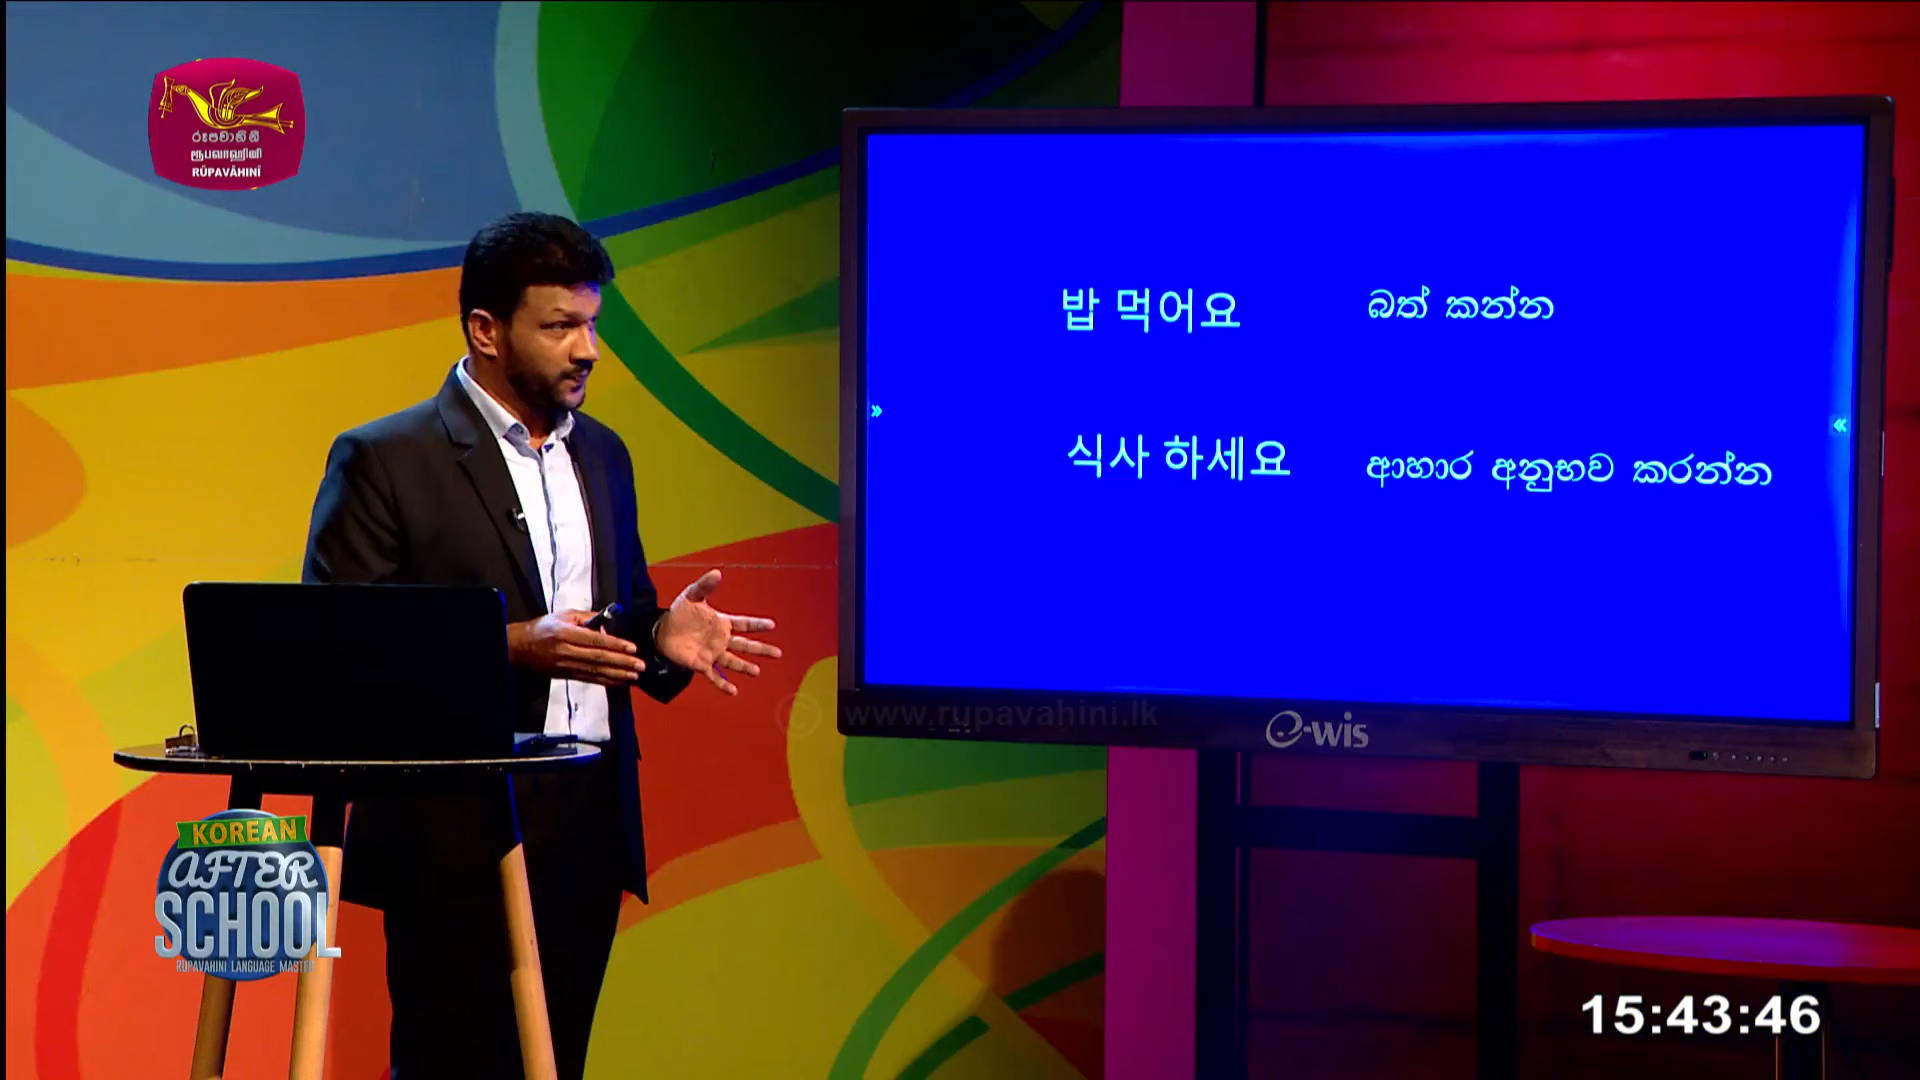 රූපවාහිනී
ரூபவாஹினி
RŪPAVĀHINĪ
밥 먹어요 බත් කන්න
식사 하세요 ආහාර අනුභව කරන්න
© www.rupavahini.lk
e-wis
KOREAN
AFTER
SCHOOL
RUPAVAHINI LANGUAGE MASTER
15:43:46